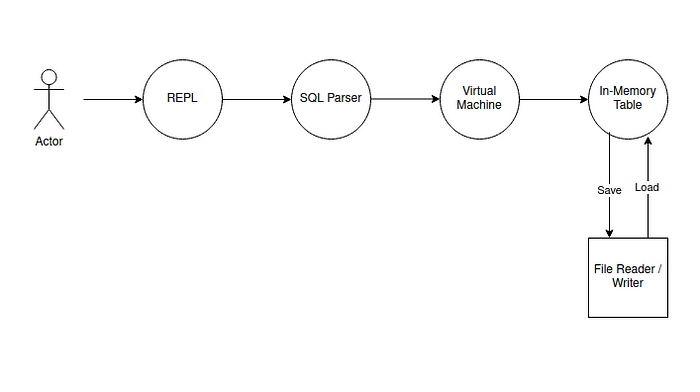 REPL
SQL Parser
Virtual
Machine
In-Memory
Table
Actor
Save
Load
File Reader /
Writer